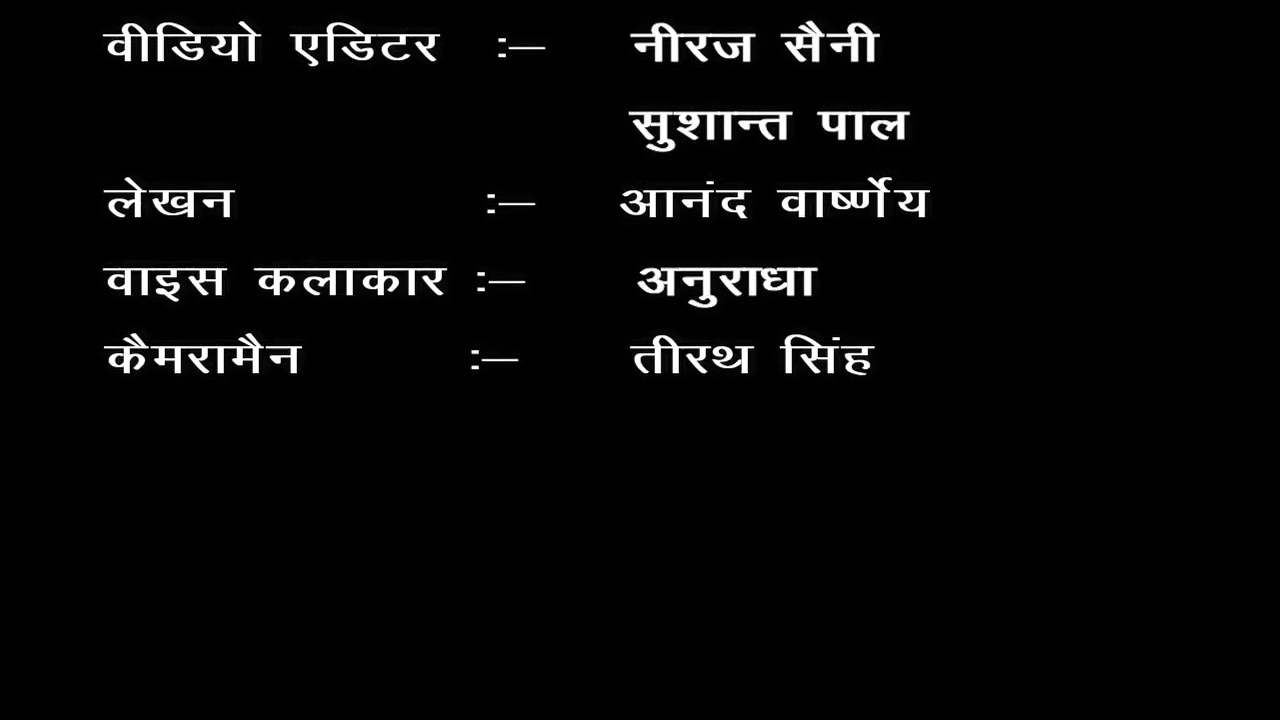 वीडियो एडिटर :– नीरज सैनी
सुशान्त पाल
लेखन :– आनंद वार्ष्णेय
वाइस कलाकार :– अनुराधा
कैमरामैन :– तीरथ सिंह